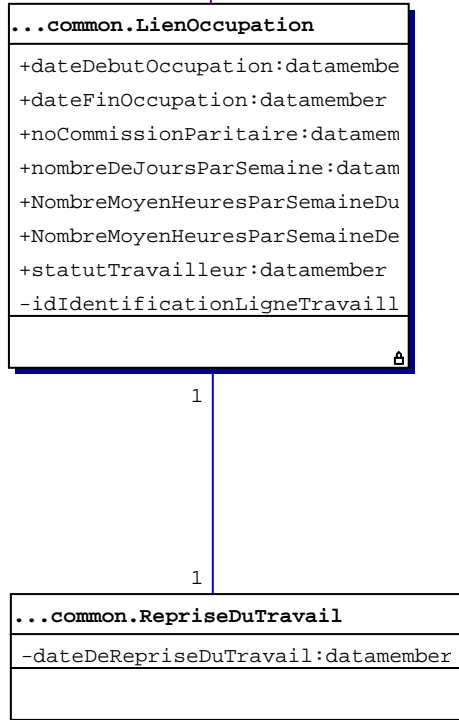 ...common.LienOccupation
+dateDebutOccupation:datamembe
+dateFinOccupation:datamember
+noCommissionParitaire:datamem
+nombreDeJoursParSemaine:datam
+NombreMoyenHeuresParSemaineDu
+NombreMoyenHeuresParSemaineDe
+statutTravailleur:datamember
-idIdentificationLigneTravaill
1
1
...common.RepriseDuTravail
-dateDeRepriseDuTravail:datamember